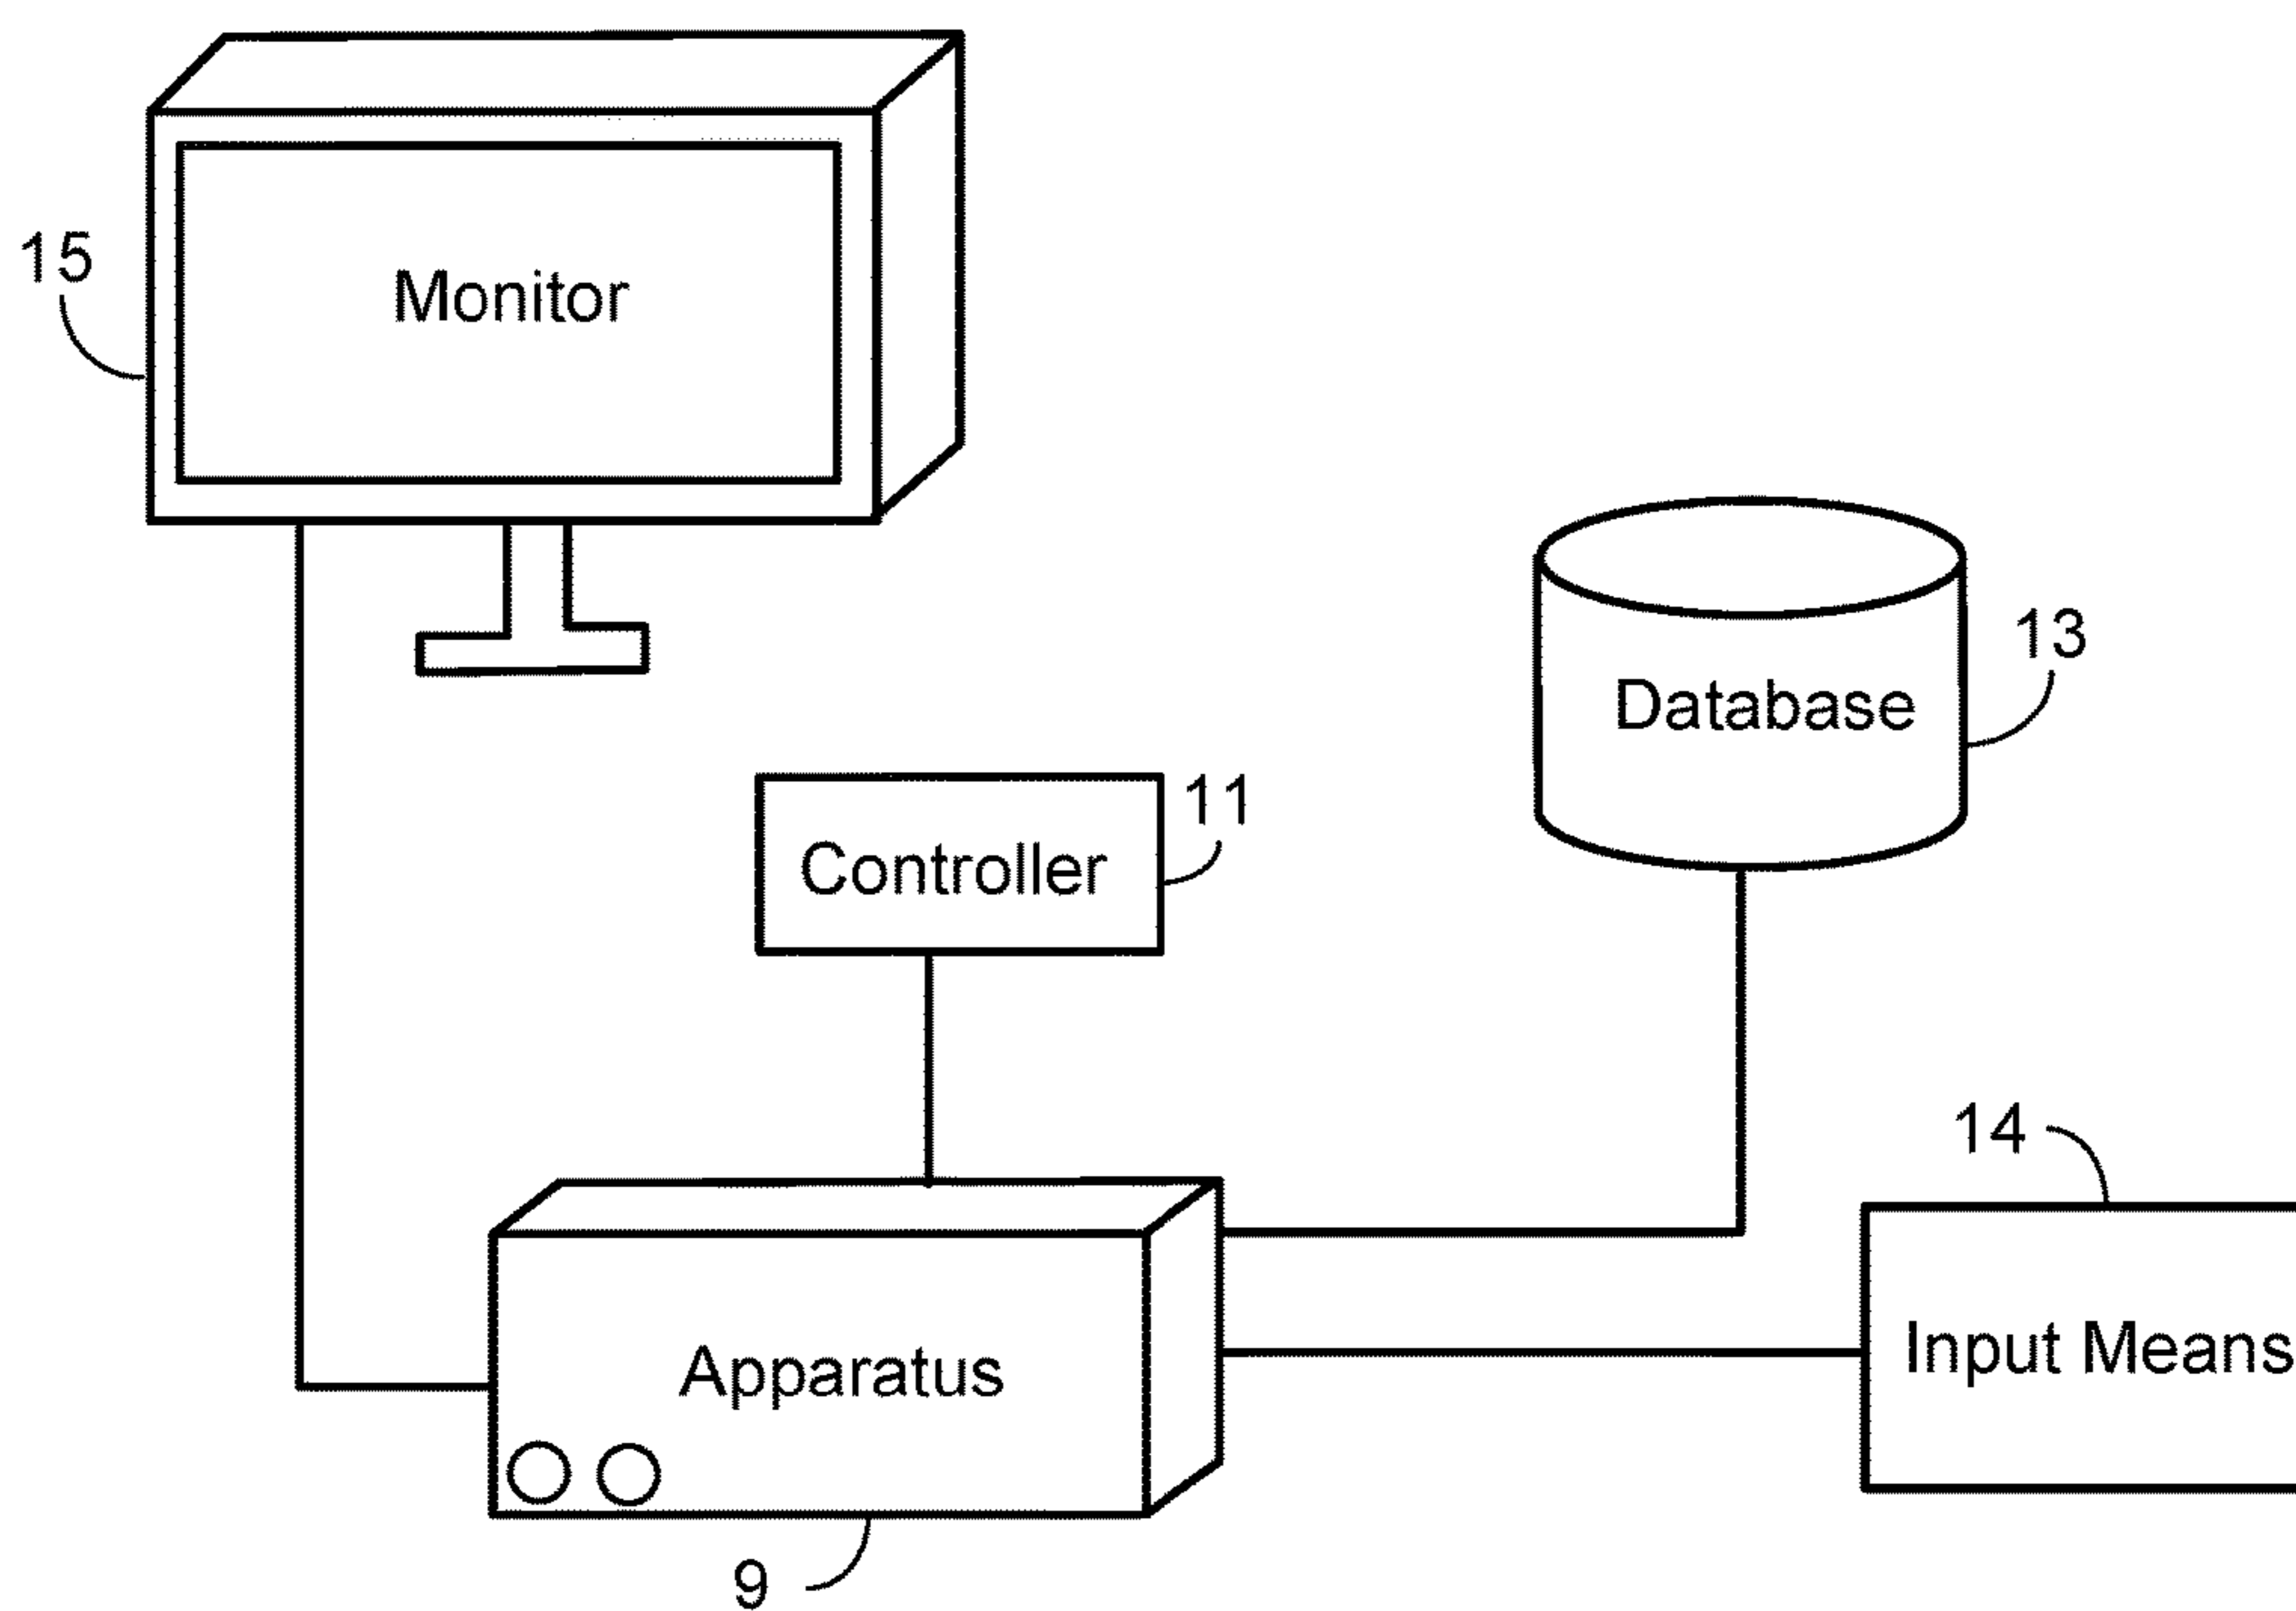 15
Monitor
13
Database
11
Controller
14
Input Means
Apparatus
9